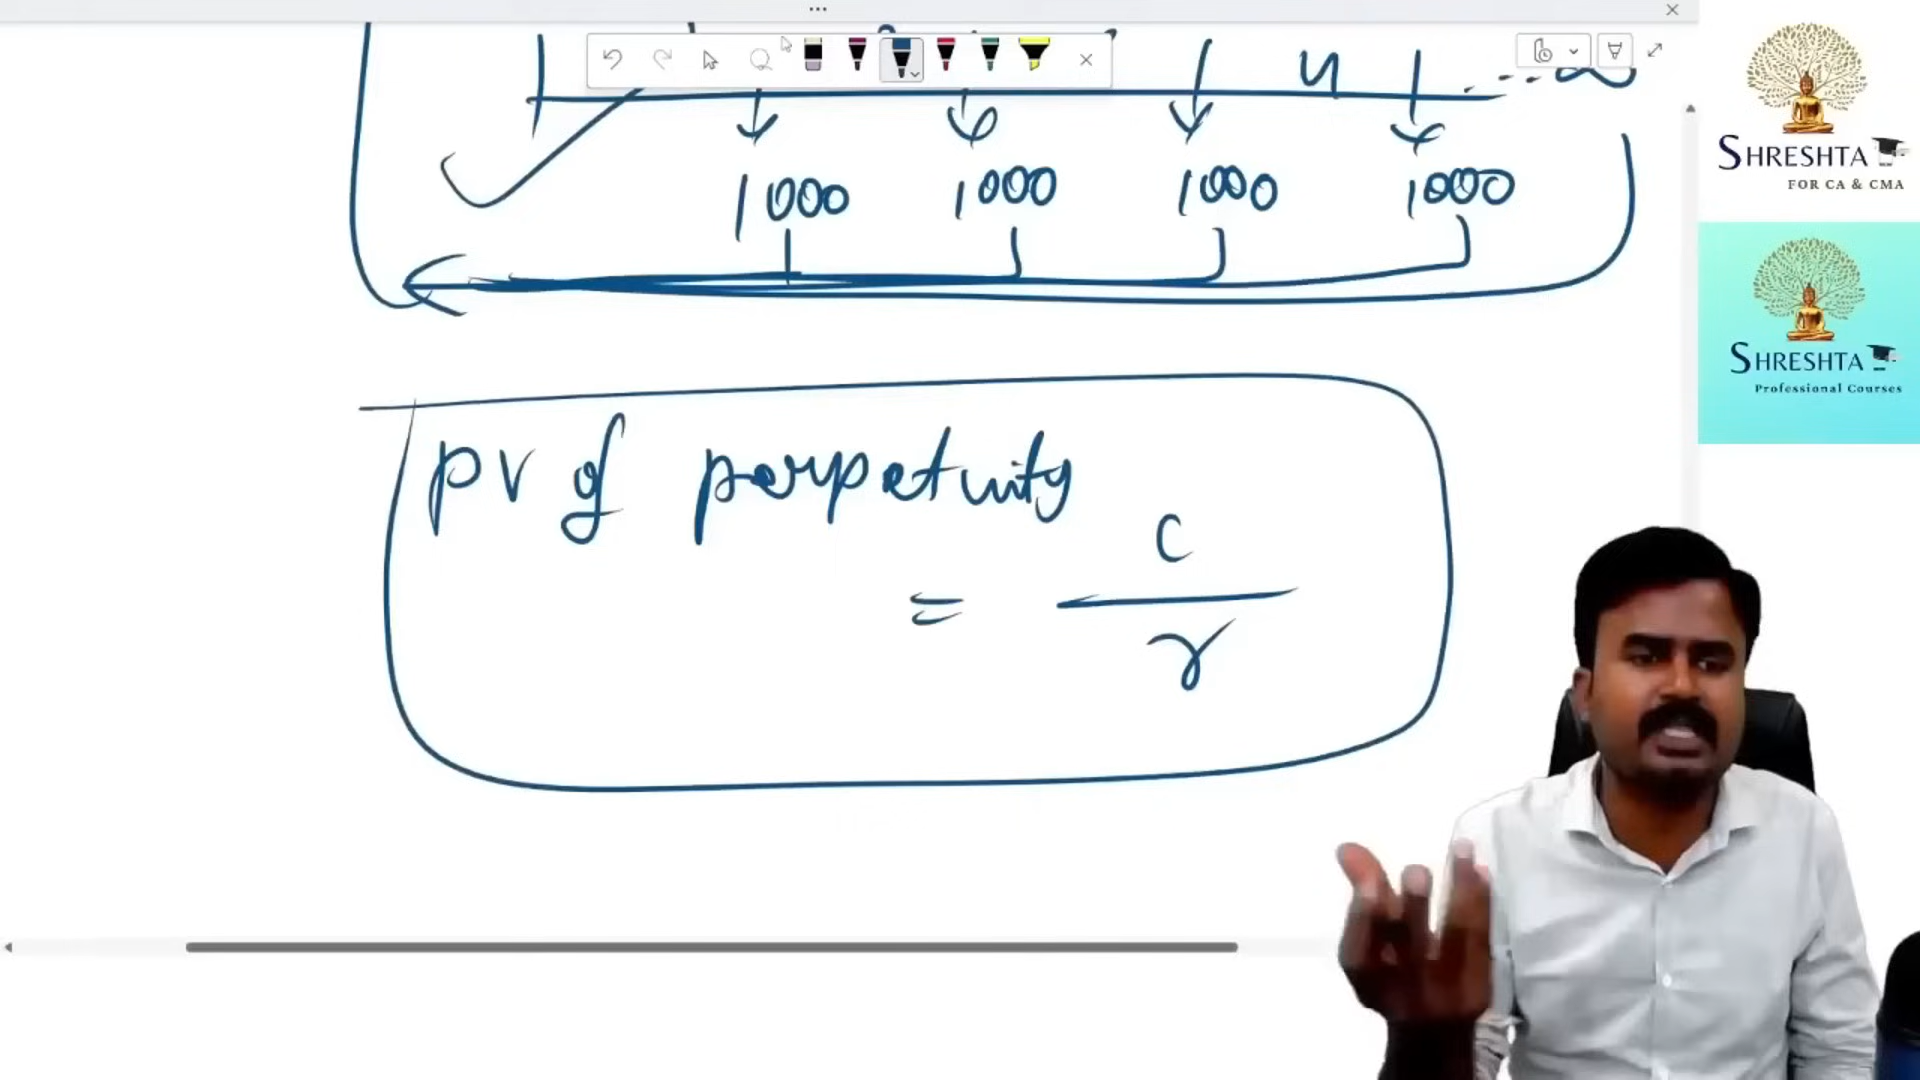 4 ... ∞
1000 1000 1000 1000
PV of perpetuity
= C
r
SHRESHTA
FOR CA & CMA
SHRESHTA
Professional Courses